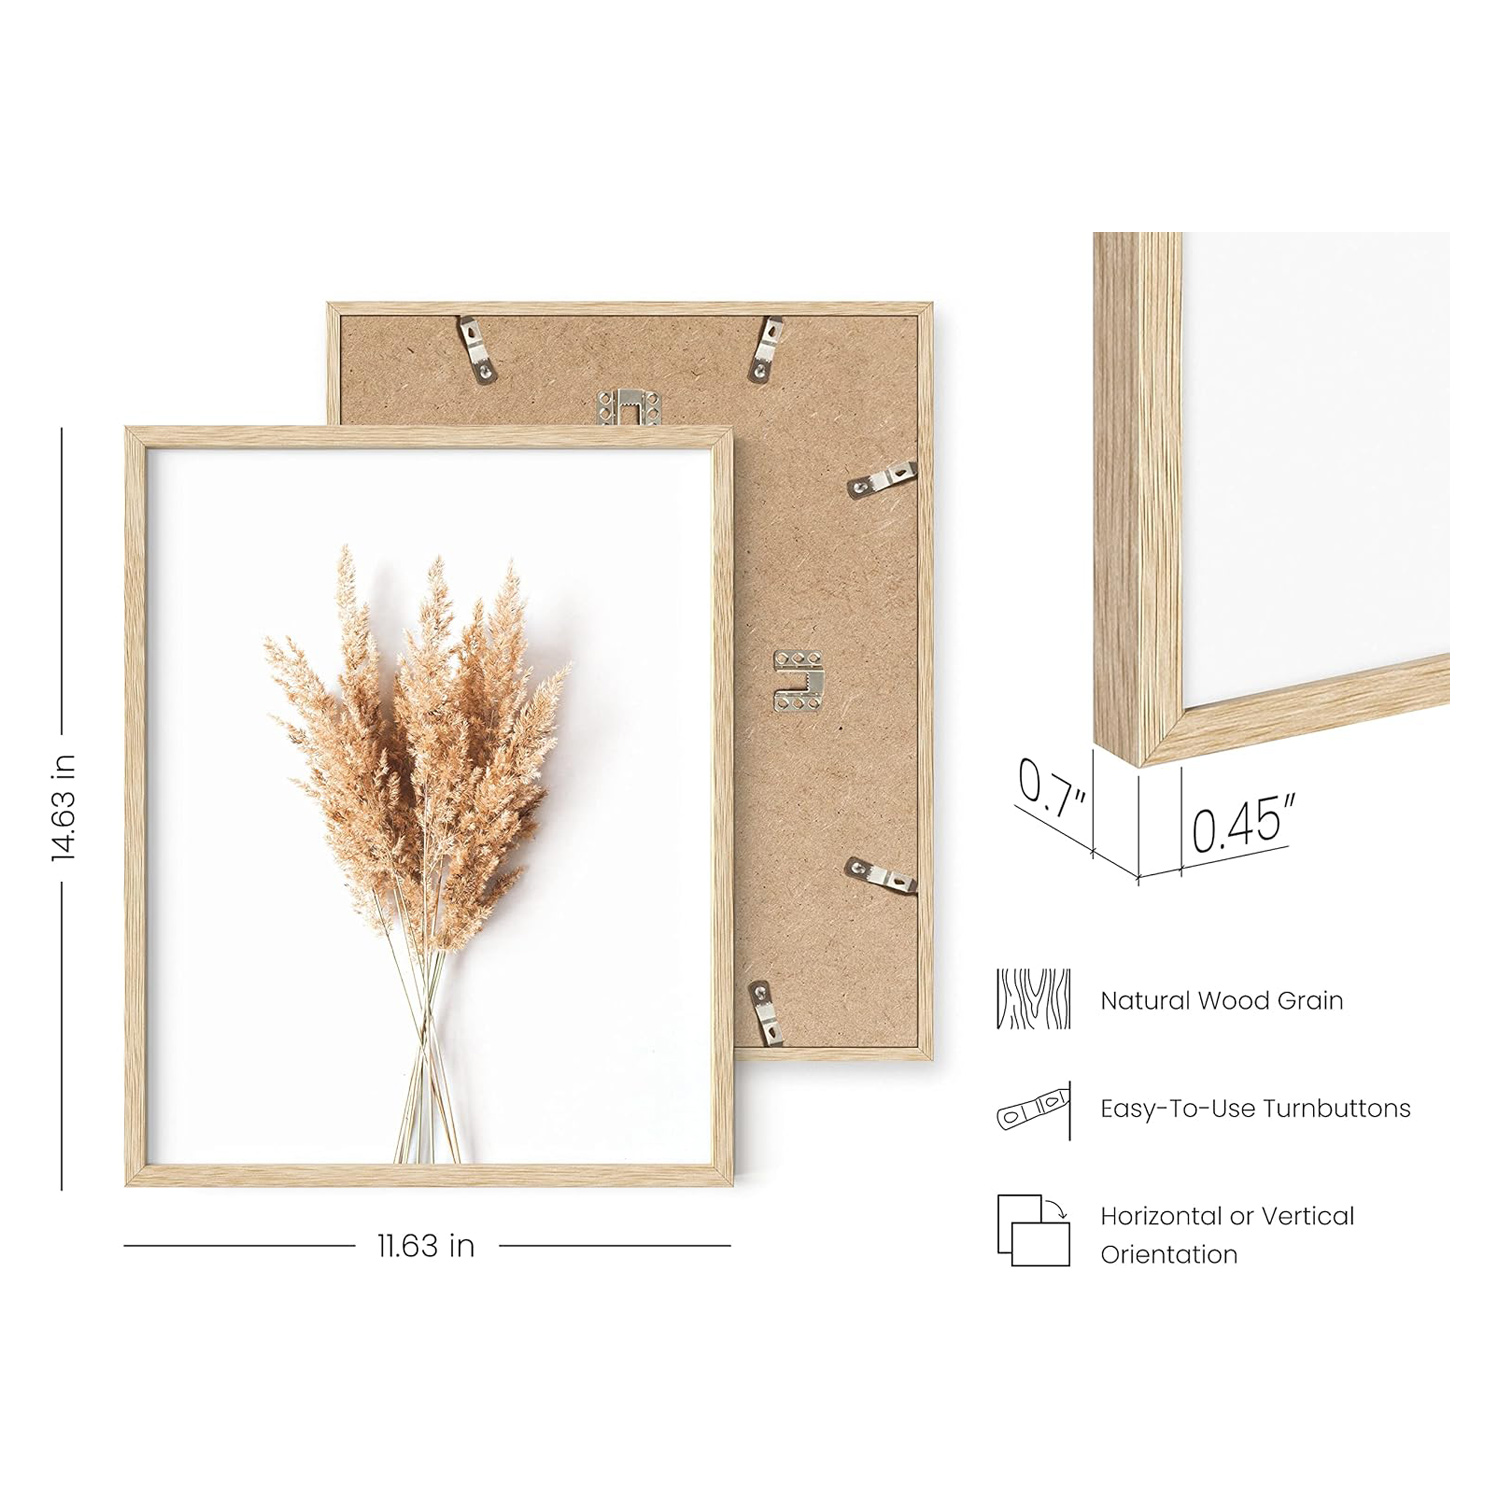 14.63 in
11.63 in
0.7"
0.45"
Natural Wood Grain
Easy-To-Use Turnbuttons
Horizontal or Vertical
Orientation